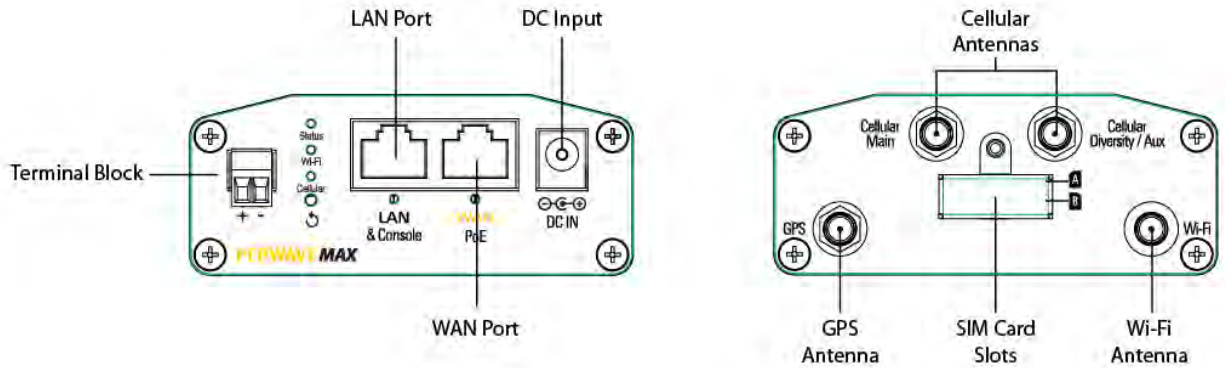 LAN Port
DC Input
Terminal Block
Status
Wi-Fi
Cellular
+ -
LAN
& Console
WAN
PoE
DC IN
PEPWAVE MAX
WAN Port
Cellular
Antennas
Cellular
Main
Cellular
Diversity / Aux
A
B
GPS
Wi-Fi
GPS
Antenna
SIM Card
Slots
Wi-Fi
Antenna